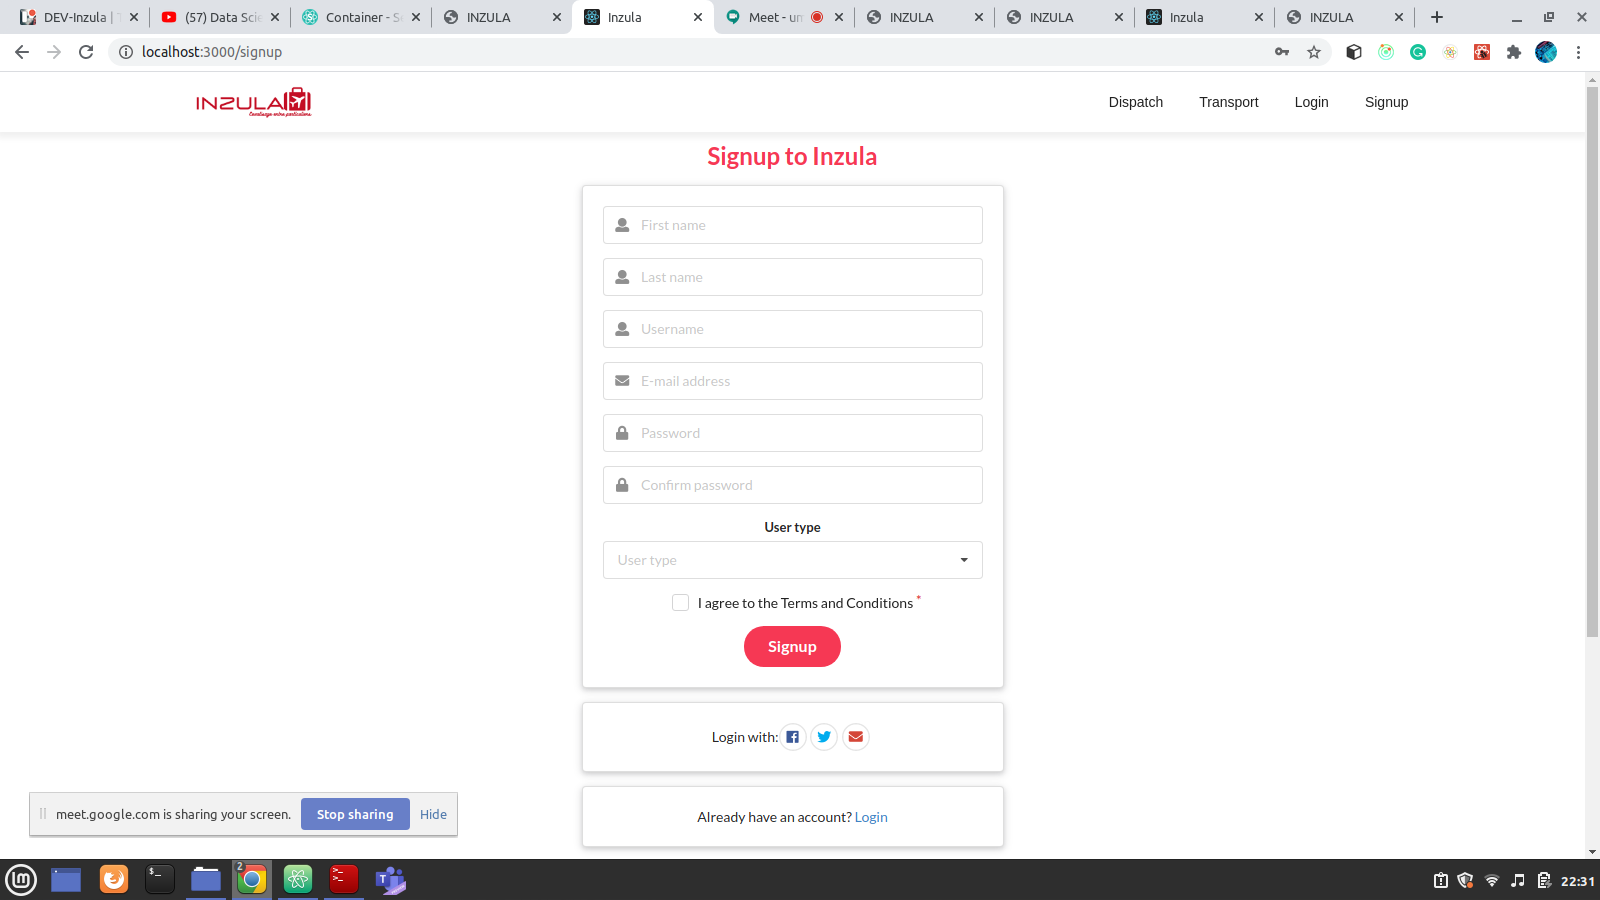 DEV-Inzula | T
(57) Data Scie
Container - Se
INZULA
Inzula
Meet - un
INZULA
INZULA
Inzula
INZULA
localhost:3000/signup
INZULA
Dispatch
Transport
Login
Signup
Signup to Inzula
First name
Last name
Username
E-mail address
Password
Confirm password
User type
User type
I agree to the Terms and Conditions *
Signup
Login with:
meet.google.com is sharing your screen.
Stop sharing
Hide
Already have an account? Login
2
22:31